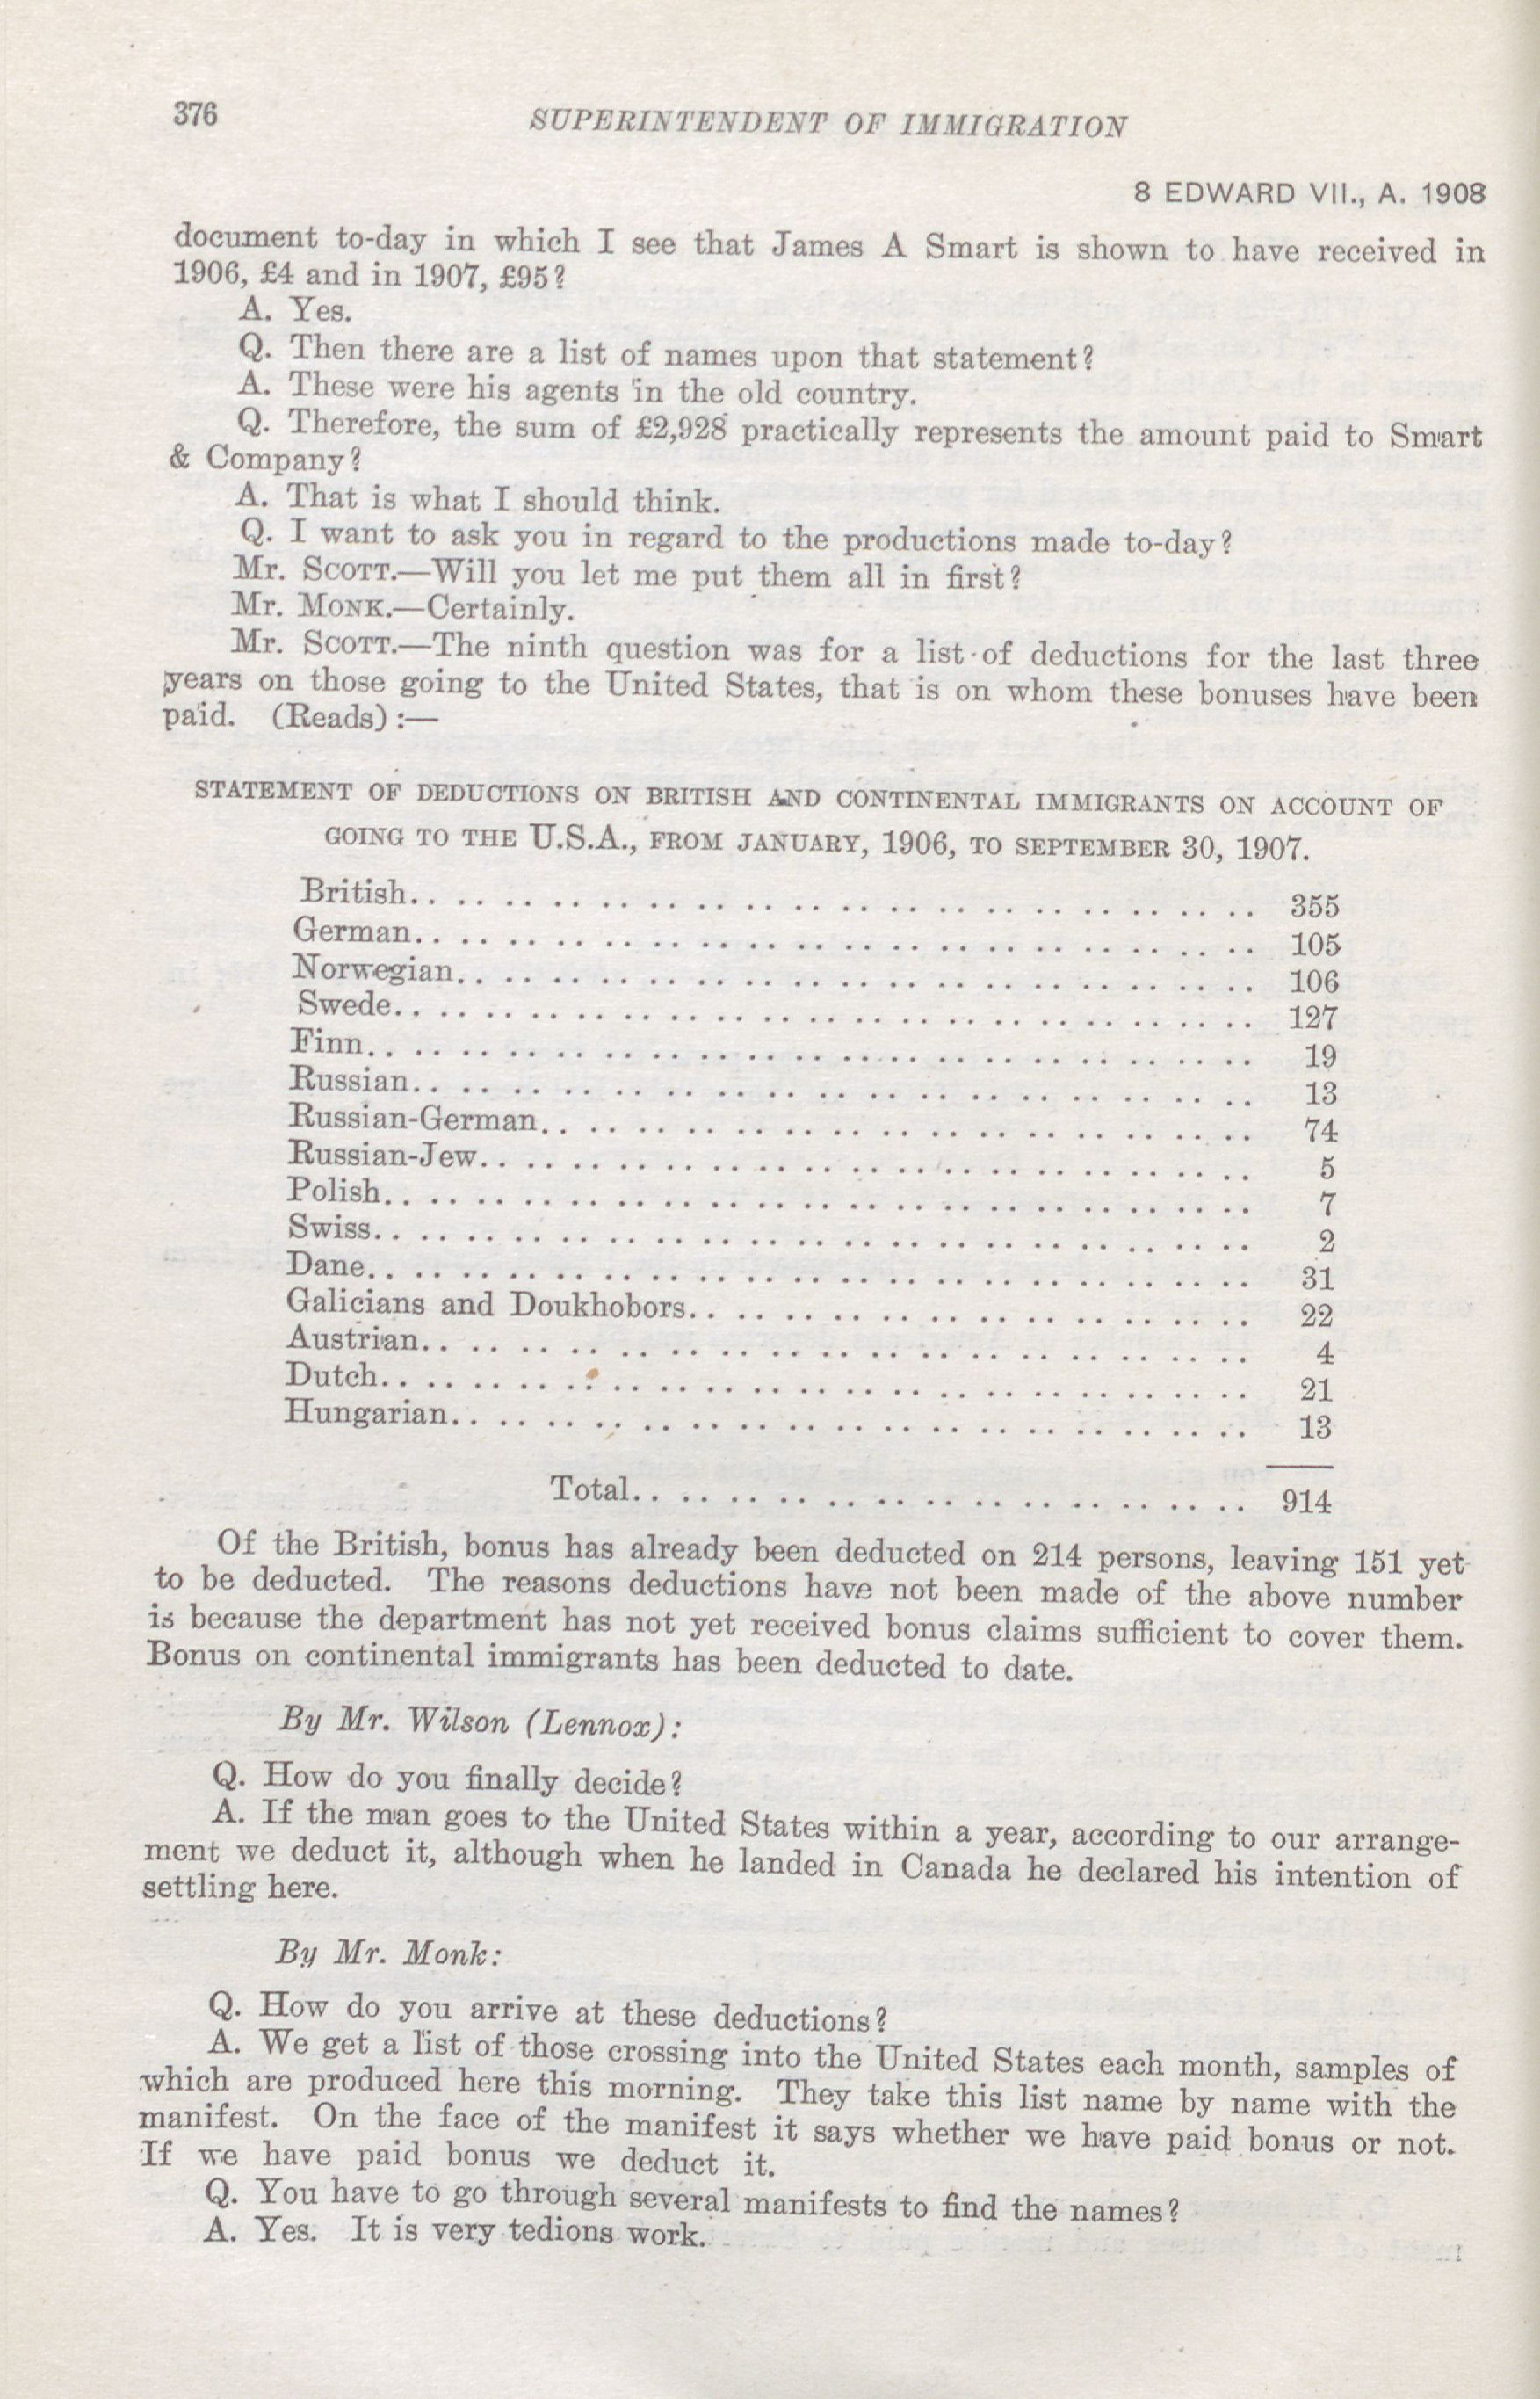 376
SUPERINTENDENT OF IMMIGRATION
8 EDWARD VII., A. 1908
document to-day in which I see that James A Smart is shown to have received in
1906, £4 and in 1907, £95?
A. Yes.
Q. Then there are a list of names upon that statement?
A. These were his agents in the old country.
Q. Therefore, the sum of £2,928 practically represents the amount paid to Smart
& Company?
A. That is what I should think.
Q. I want to ask you in regard to the productions made to-day?
Mr. SCOTT.—Will you let me put them all in first?
Mr. MONK.—Certainly.
Mr. SCOTT.—The ninth question was for a list of deductions for the last three
years on those going to the United States, that is on whom these bonuses have been
paid. (Reads):—
STATEMENT OF DEDUCTIONS ON BRITISH AND CONTINENTAL IMMIGRANTS ON ACCOUNT OF
GOING TO THE U.S.A., FROM JANUARY, 1906, TO SEPTEMBER 30, 1907.
British.. .. .. .. .. .. .. .. .. .. .. .. .. .. .. .. .. .. 355
German.. .. .. .. .. .. .. .. .. .. .. .. .. .. .. .. .. .. 105
Norwegian.. .. .. .. .. .. .. .. .. .. .. .. .. .. .. .. .. 106
Swede.. .. .. .. .. .. .. .. .. .. .. .. .. .. .. .. .. .. 127
Finn.. .. .. .. .. .. .. .. .. .. .. .. .. .. .. .. .. .. .. 19
Russian.. .. .. .. .. .. .. .. .. .. .. .. .. .. .. .. .. .. 13
Russian-German.. .. .. .. .. .. .. .. .. .. .. .. .. .. .. 74
Russian-Jew.. .. .. .. .. .. .. .. .. .. .. .. .. .. .. .. 5
Polish.. .. .. .. .. .. .. .. .. .. .. .. .. .. .. .. .. .. 7
Swiss.. .. .. .. .. .. .. .. .. .. .. .. .. .. .. .. .. .. 2
Dane.. .. .. .. .. .. .. .. .. .. .. .. .. .. .. .. .. .. .. 31
Galicians and Doukhobors.. .. .. .. .. .. .. .. .. .. .. .. 22
Austrian.. .. .. .. .. .. .. .. .. .. .. .. .. .. .. .. .. 4
Dutch.. .. .. .. .. .. .. .. .. .. .. .. .. .. .. .. .. .. 21
Hungarian.. .. .. .. .. .. .. .. .. .. .. .. .. .. .. .. .. 13
Total.. .. .. .. .. .. .. .. .. .. .. .. .. 914
Of the British, bonus has already been deducted on 214 persons, leaving 151 yet
to be deducted. The reasons deductions have not been made of the above number
is because the department has not yet received bonus claims sufficient to cover them.
Bonus on continental immigrants has been deducted to date.
By Mr. Wilson (Lennox):
Q. How do you finally decide?
A. If the man goes to the United States within a year, according to our arrange-
ment we deduct it, although when he landed in Canada he declared his intention of
settling here.
By Mr. Monk:
Q. How do you arrive at these deductions?
A. We get a list of those crossing into the United States each month, samples of
which are produced here this morning. They take this list name by name with the
manifest. On the face of the manifest it says whether we have paid bonus or not.
If we have paid bonus we deduct it.
Q. You have to go through several manifests to find the names?
A. Yes. It is very tedions work.